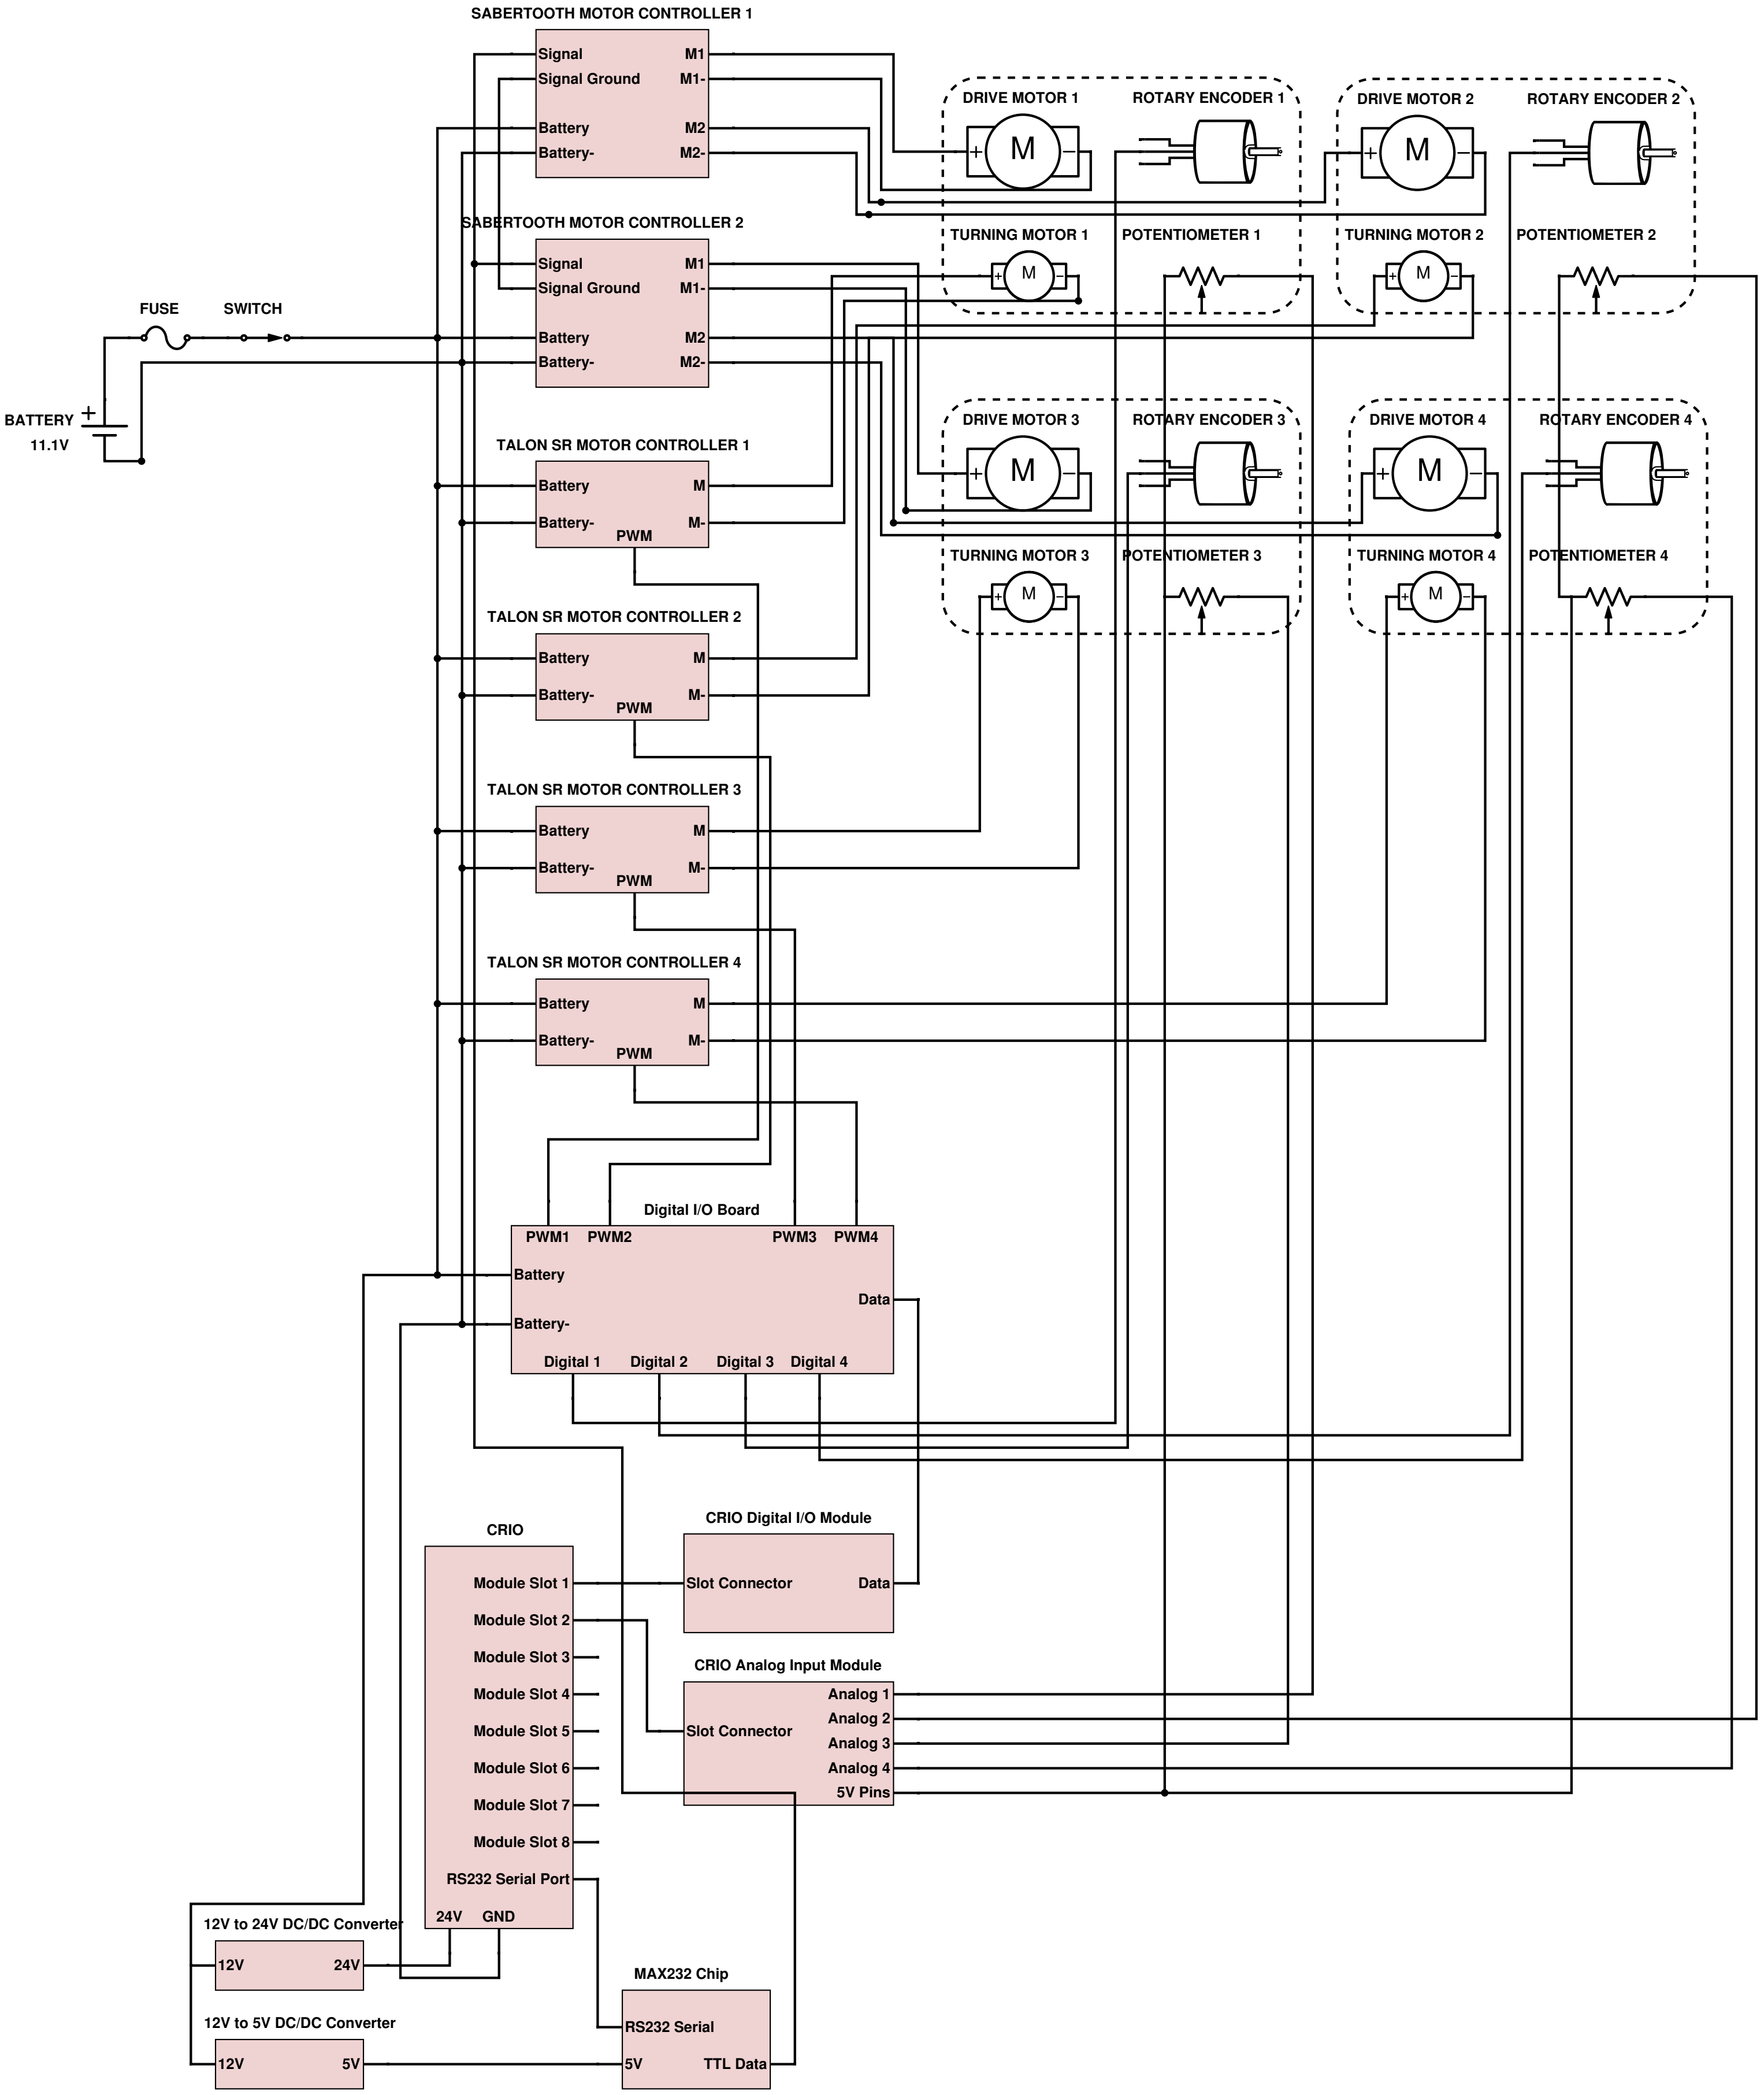 SABERTOOTH MOTOR CONTROLLER 1
Signal M1
Signal Ground M1-
Battery M2
Battery- M2-
DRIVE MOTOR 1 ROTARY ENCODER 1
+ M −
TURNING MOTOR 1 POTENTIOMETER 1
+ M −
DRIVE MOTOR 2 ROTARY ENCODER 2
+ M −
TURNING MOTOR 2 POTENTIOMETER 2
+ M −
SABERTOOTH MOTOR CONTROLLER 2
Signal M1
Signal Ground M1-
Battery M2
Battery- M2-
FUSE SWITCH
BATTERY +
11.1V
DRIVE MOTOR 3 ROTARY ENCODER 3
+ M −
TURNING MOTOR 3 POTENTIOMETER 3
+ M −
DRIVE MOTOR 4 ROTARY ENCODER 4
+ M −
TURNING MOTOR 4 POTENTIOMETER 4
+ M −
TALON SR MOTOR CONTROLLER 1
Battery M
Battery- M-
PWM
TALON SR MOTOR CONTROLLER 2
Battery M
Battery- M-
PWM
TALON SR MOTOR CONTROLLER 3
Battery M
Battery- M-
PWM
TALON SR MOTOR CONTROLLER 4
Battery M
Battery- M-
PWM
Digital I/O Board
PWM1 PWM2 PWM3 PWM4
Battery
Data
Battery-
Digital 1 Digital 2 Digital 3 Digital 4
CRIO
Module Slot 1
Module Slot 2
Module Slot 3
Module Slot 4
Module Slot 5
Module Slot 6
Module Slot 7
Module Slot 8
RS232 Serial Port
24V GND
CRIO Digital I/O Module
Slot Connector Data
CRIO Analog Input Module
Analog 1
Analog 2
Slot Connector
Analog 3
Analog 4
5V Pins
12V to 24V DC/DC Converter
12V 24V
12V to 5V DC/DC Converter
12V 5V
MAX232 Chip
RS232 Serial
5V TTL Data